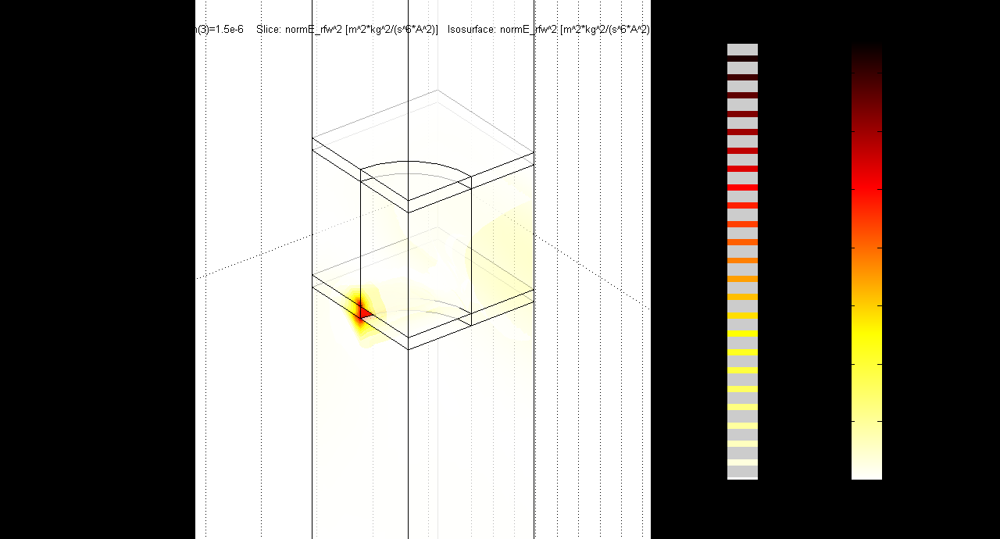 (3)=1.5e-6 Slice: normE_rfw^2 [m^2*kg^2/(s^6*A^2)] Isosurface: normE_rfw^2 [m^2*kg^2/(s^6*A^2)